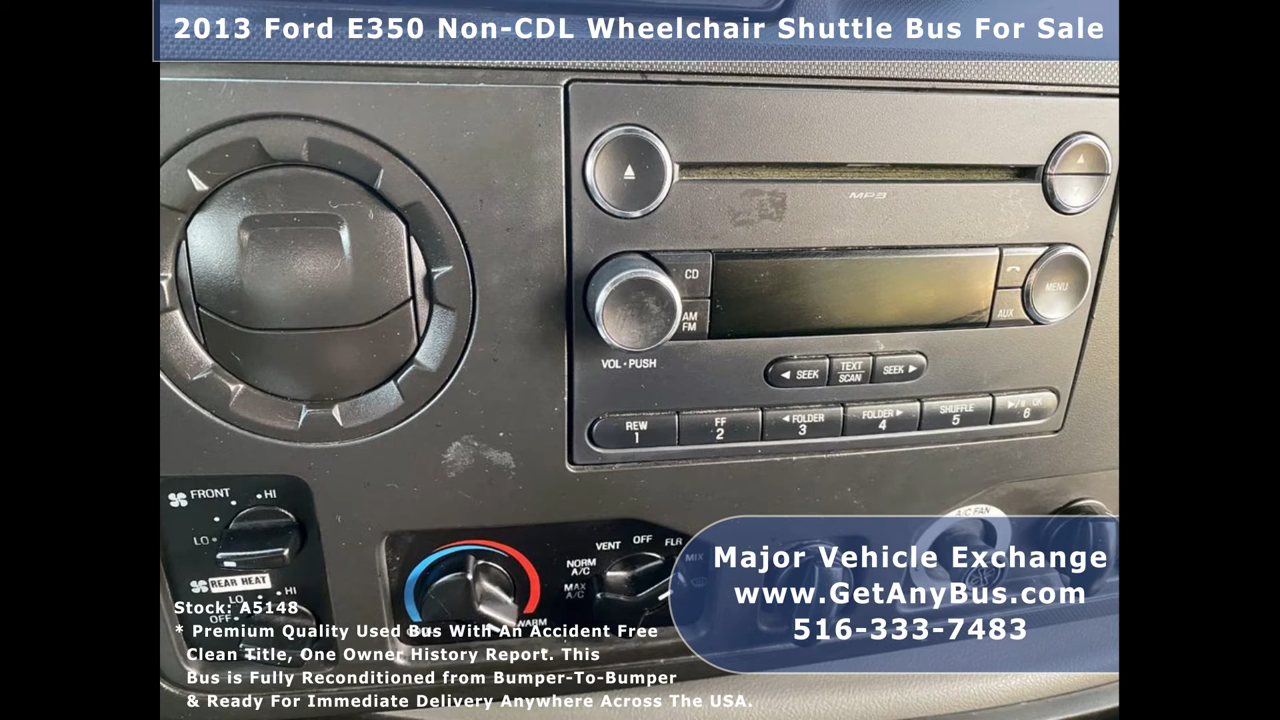 2013 Ford E350 Non-CDL Wheelchair Shuttle Bus For Sale
MP3
CD
AM
FM
MENU
AUX
VOL • PUSH
◄ SEEK
TEXT
SCAN
SEEK ►
REW
1
FF
2
◄ FOLDER
3
FOLDER ►
4
SHUFFLE
5
►/II OK
6
FRONT
HI
LO
REAR HEAT
HI
LO
OFF
NORM
A/C
MAX
A/C
VENT
OFF
FLR
MIX
WARM
A/C FAN
Major Vehicle Exchange
www.GetAnyBus.com
516-333-7483
Stock: A5148
* Premium Quality Used Bus With An Accident Free
Clean Title, One Owner History Report. This
Bus is Fully Reconditioned from Bumper-To-Bumper
& Ready For Immediate Delivery Anywhere Across The USA.